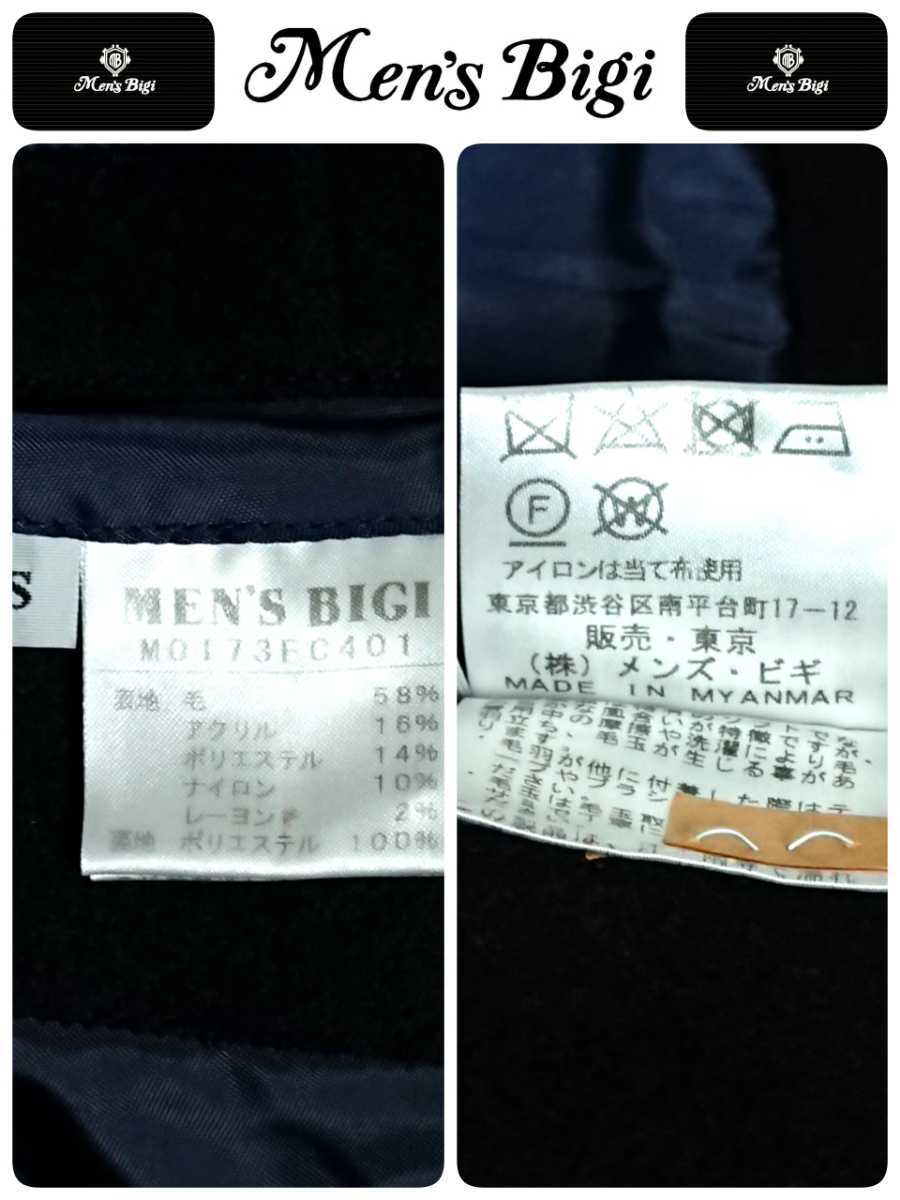 MB
Men's Bigi
Men's Bigi
MB
Men's Bigi
S
MEN'S BIGI
M0173FC401
表地 毛 58%
アクリル 16%
ポリエステル 14%
ナイロン 10%
レーヨン 2%
裏地 ポリエステル 100%
F
W
アイロンは当て布使用
東京都渋谷区南平台町17-12
販売・東京
(株) メンズ・ビギ
MADE IN MYANMAR